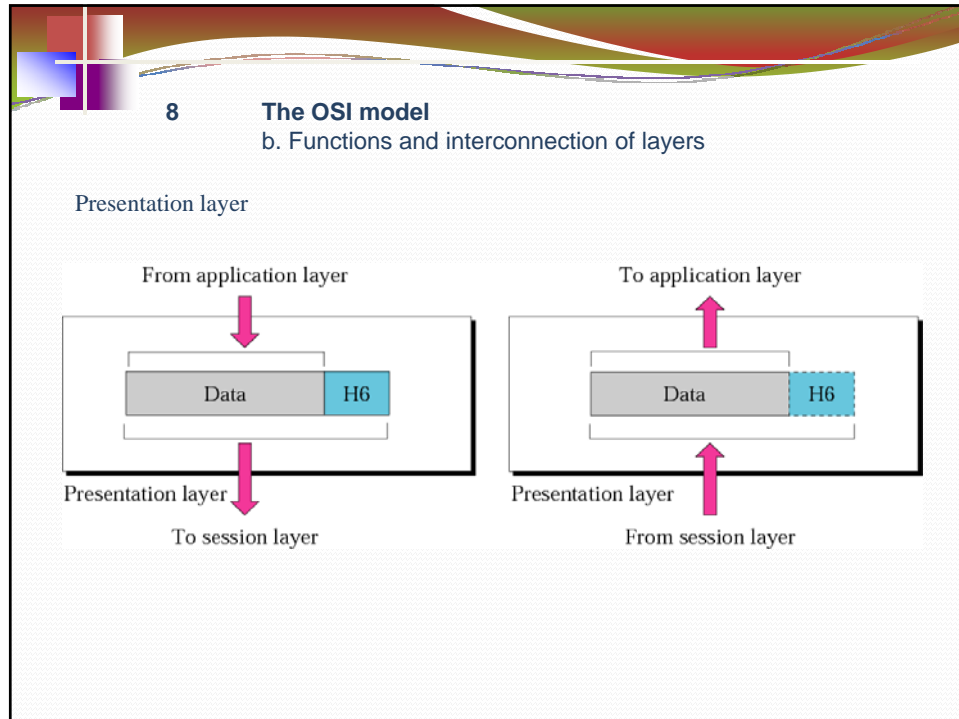 8 The OSI model
b. Functions and interconnection of layers
Presentation layer
From application layer
Data H6
Presentation layer
To session layer
To application layer
Data H6
Presentation layer
From session layer